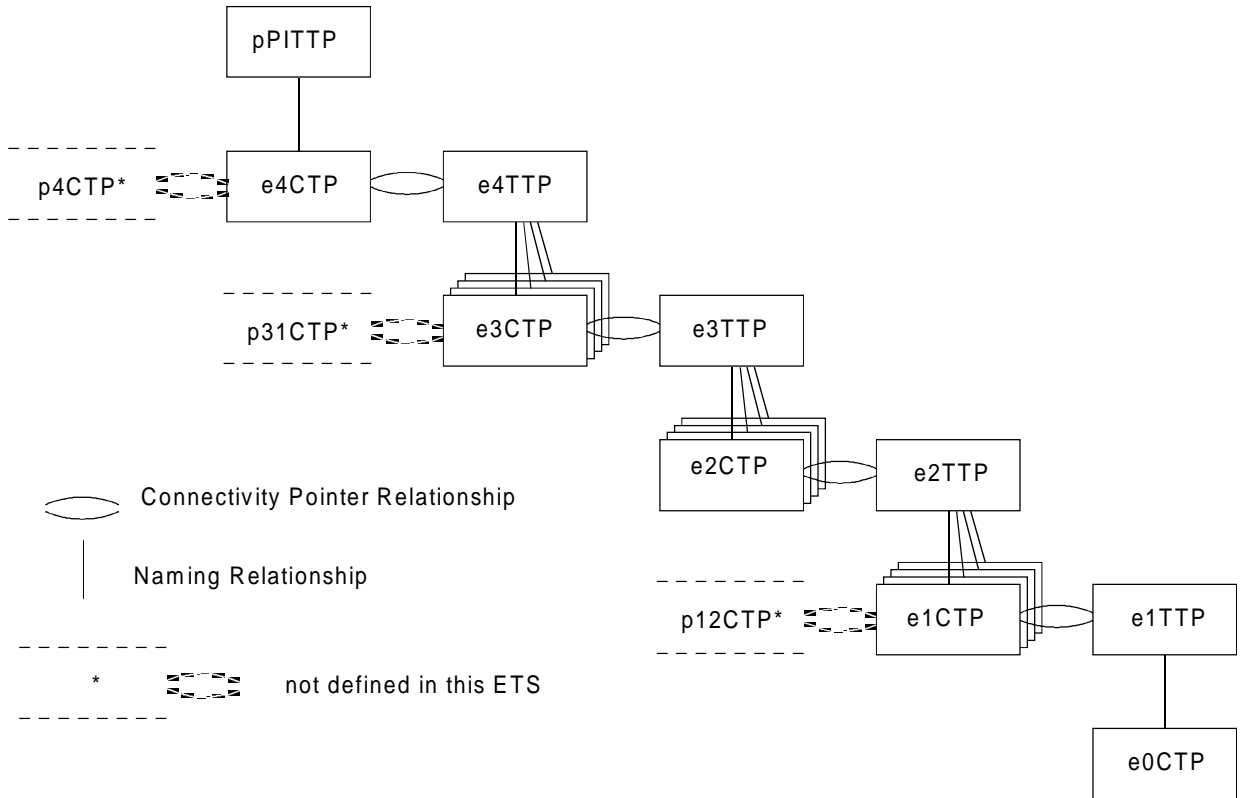 pPITTP
p4CTP*
e4CTP
e4TTP
p31CTP*
e3CTP
e3TTP
e2CTP
e2TTP
Connectivity Pointer Relationship
Naming Relationship
p12CTP*
e1CTP
e1TTP
*
not defined in this ETS
e0CTP